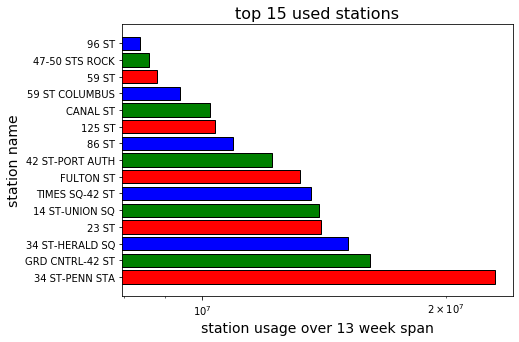 top 15 used stations
station name
96 ST
47-50 STS ROCK
59 ST
59 ST COLUMBUS
CANAL ST
125 ST
86 ST
42 ST-PORT AUTH
FULTON ST
TIMES SQ-42 ST
14 ST-UNION SQ
23 ST
34 ST-HERALD SQ
GRD CNTRL-42 ST
34 ST-PENN STA
10⁷
2 × 10⁷
station usage over 13 week span